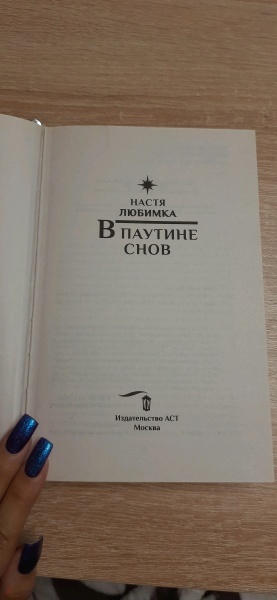 НАСТЯ
ЛЮБИМКА
В ПАУТИНЕ
СНОВ
Издательство АСТ
Москва